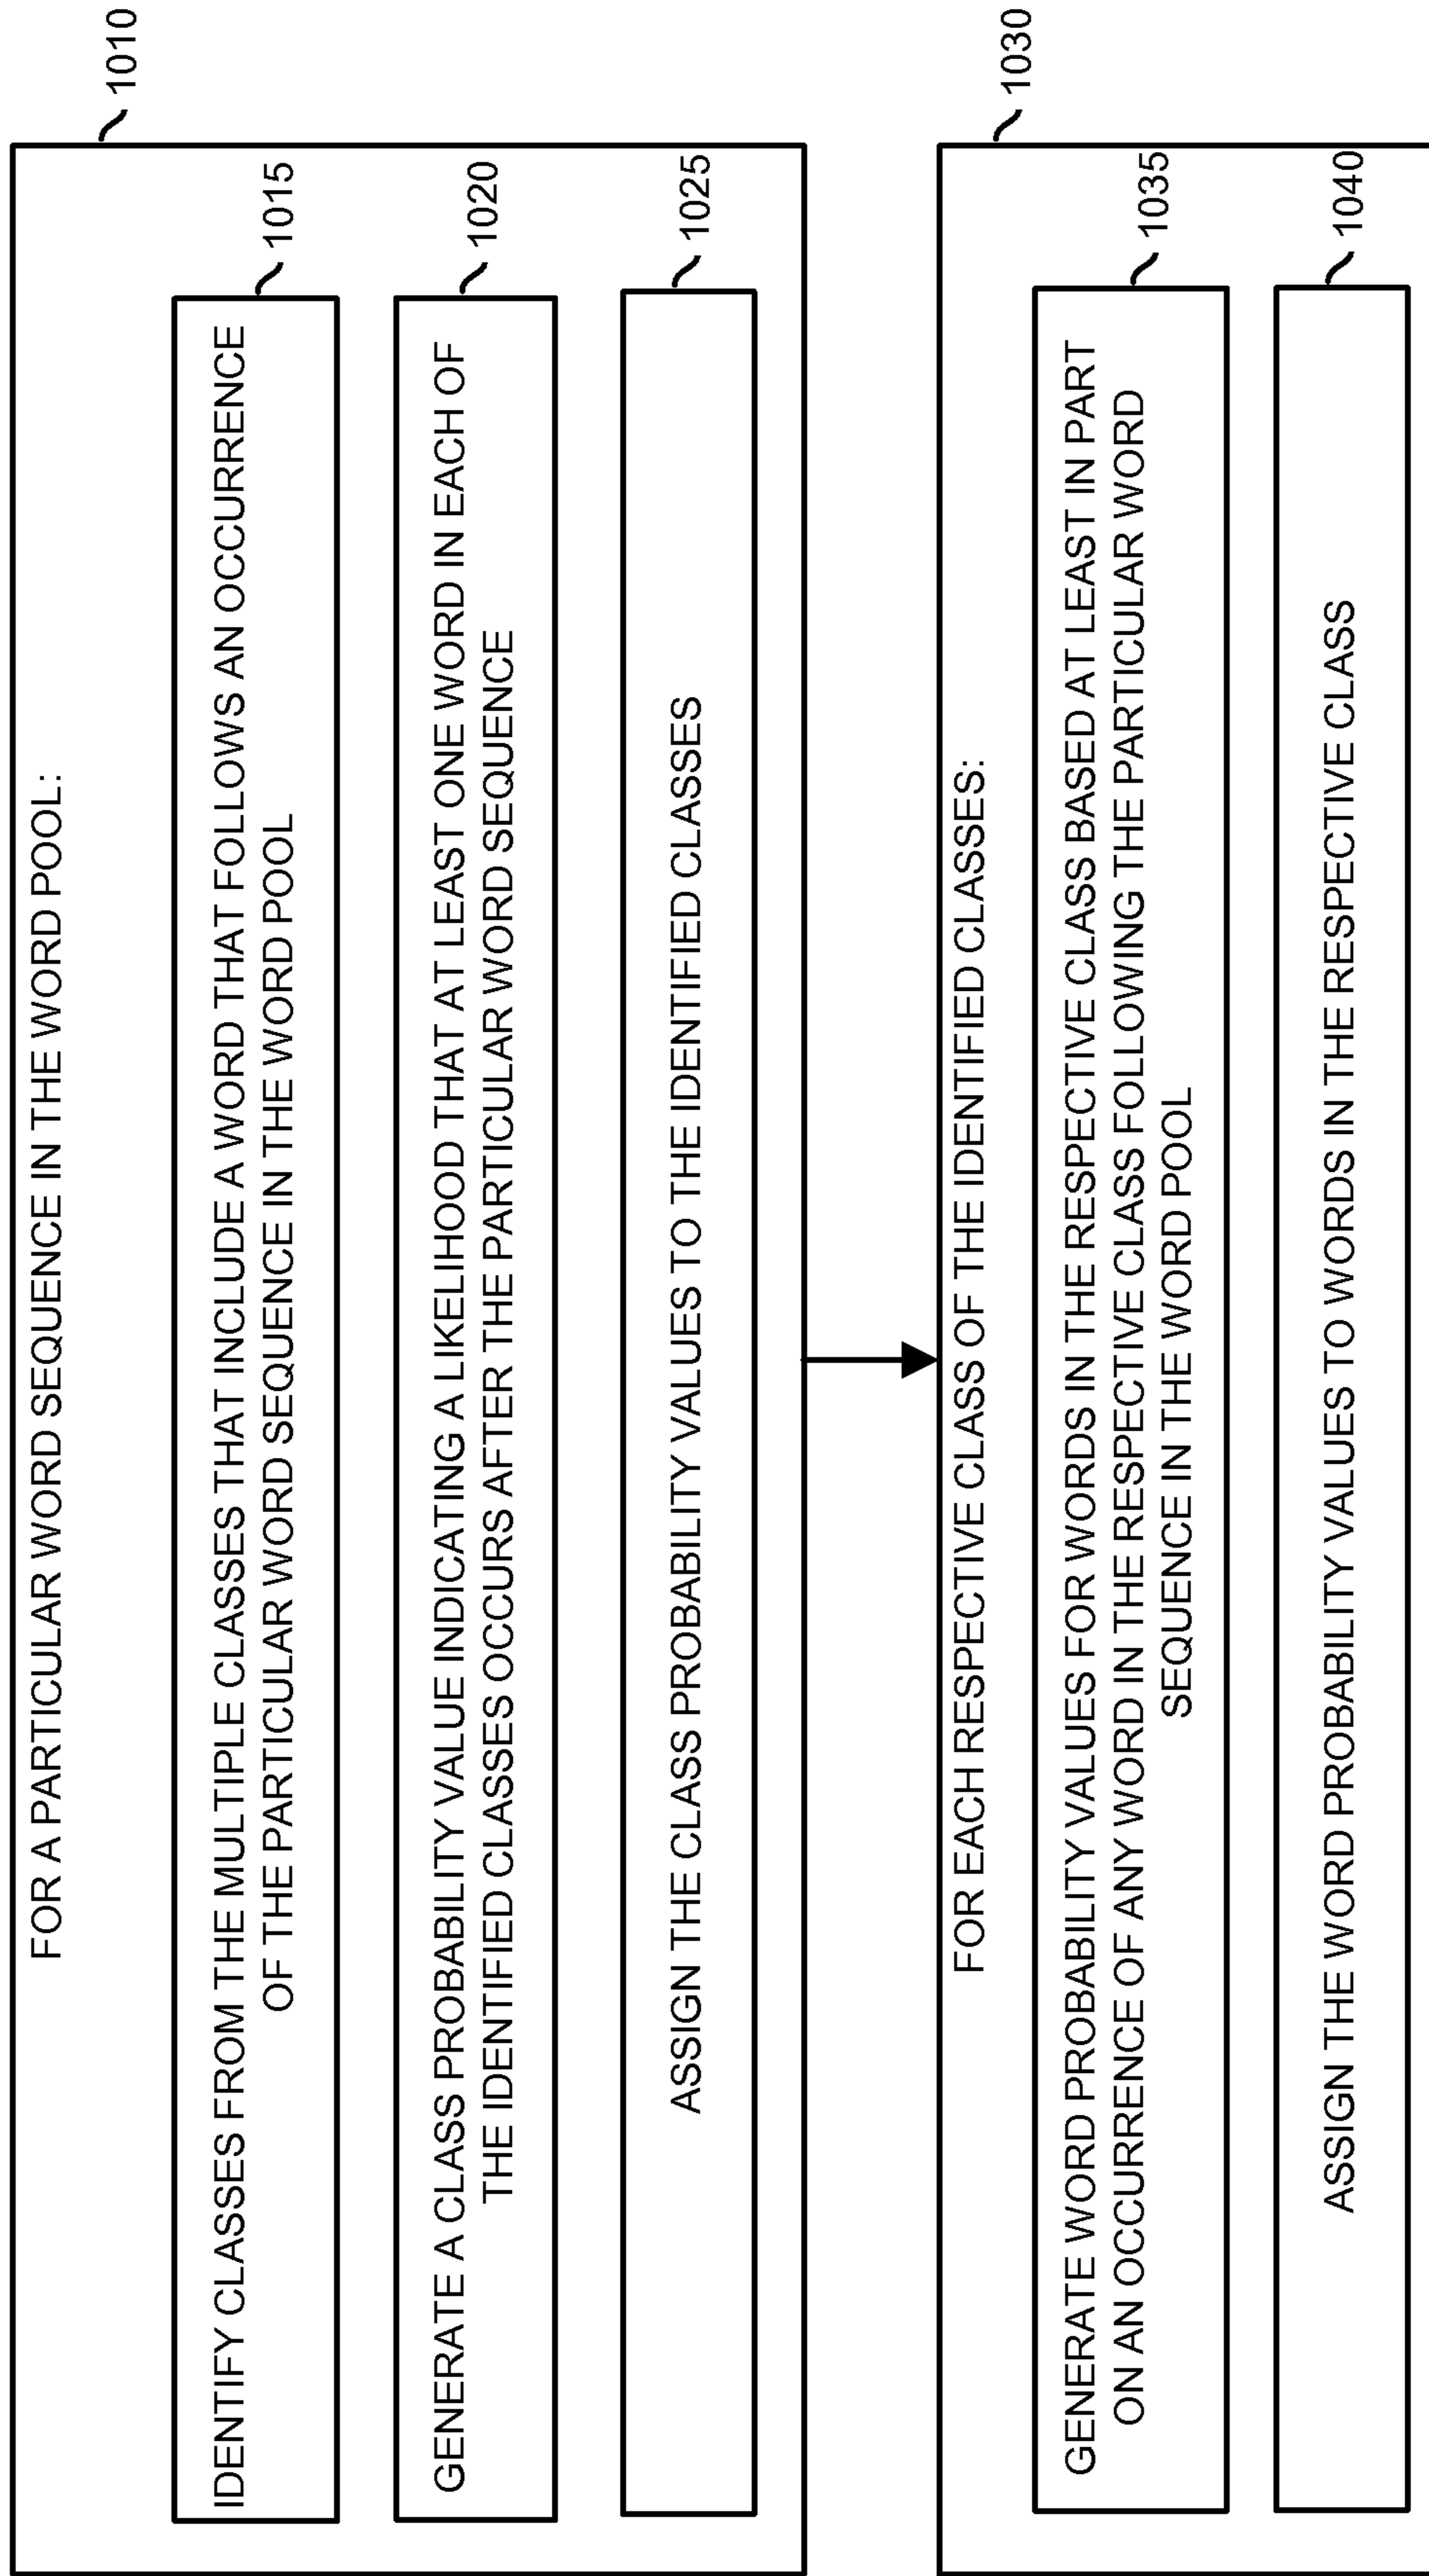 FOR A PARTICULAR WORD SEQUENCE IN THE WORD POOL:
1010
IDENTIFY CLASSES FROM THE MULTIPLE CLASSES THAT INCLUDE A WORD THAT FOLLOWS AN OCCURRENCE
OF THE PARTICULAR WORD SEQUENCE IN THE WORD POOL
1015
GENERATE A CLASS PROBABILITY VALUE INDICATING A LIKELIHOOD THAT AT LEAST ONE WORD IN EACH OF
THE IDENTIFIED CLASSES OCCURS AFTER THE PARTICULAR WORD SEQUENCE
1020
ASSIGN THE CLASS PROBABILITY VALUES TO THE IDENTIFIED CLASSES
1025
FOR EACH RESPECTIVE CLASS OF THE IDENTIFIED CLASSES:
1030
GENERATE WORD PROBABILITY VALUES FOR WORDS IN THE RESPECTIVE CLASS BASED AT LEAST IN PART
ON AN OCCURRENCE OF ANY WORD IN THE RESPECTIVE CLASS FOLLOWING THE PARTICULAR WORD
SEQUENCE IN THE WORD POOL
1035
ASSIGN THE WORD PROBABILITY VALUES TO WORDS IN THE RESPECTIVE CLASS
1040